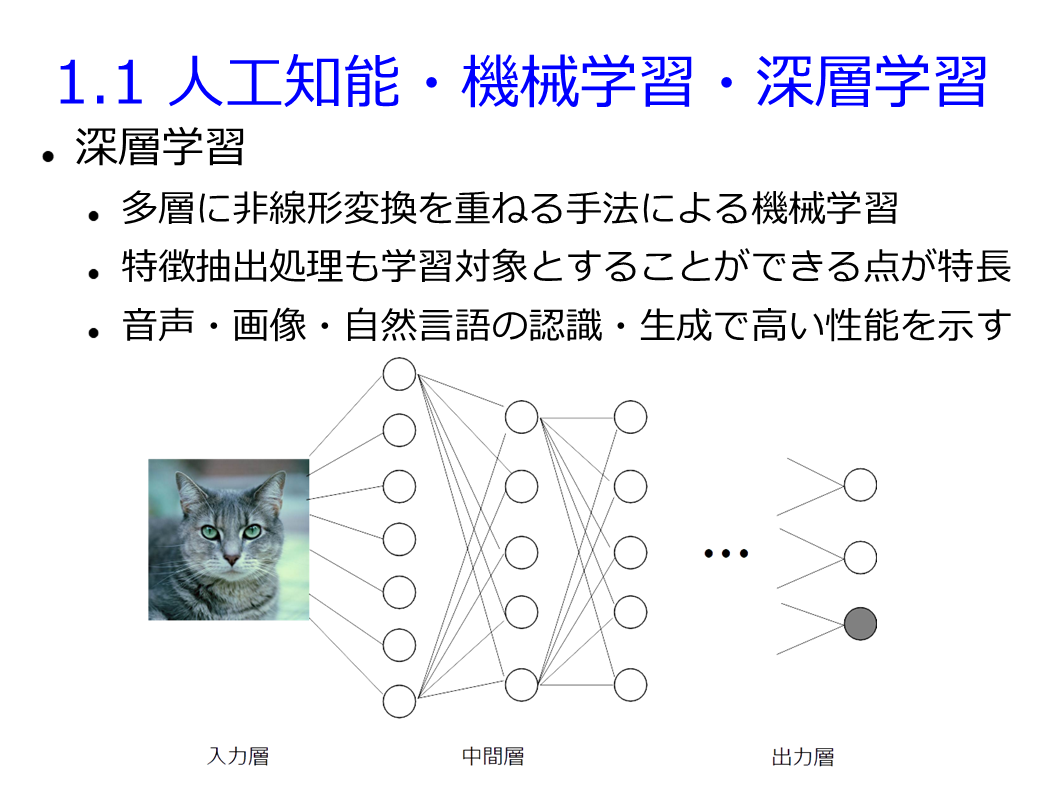 1.1 人工知能・機械学習・深層学習
● 深層学習
● 多層に非線形変換を重ねる手法による機械学習
● 特徴抽出処理も学習対象とすることができる点が特長
● 音声・画像・自然言語の認識・生成で高い性能を示す
…
入力層 中間層 出力層